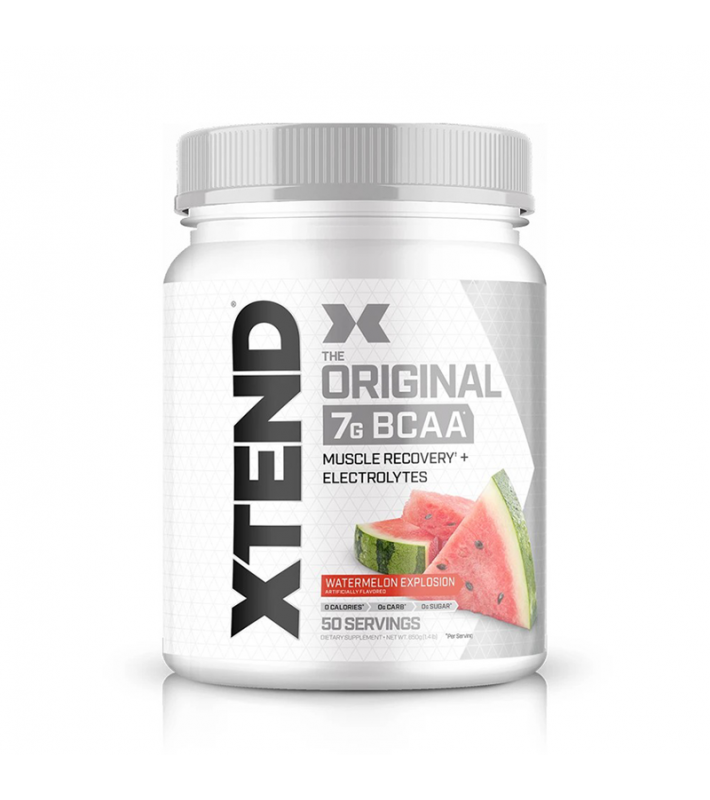 XTEND
THE
ORIGINAL
7G BCAA*
MUSCLE RECOVERY† +
ELECTROLYTES
WATERMELON EXPLOSION
ARTIFICIALLY FLAVORED
0 CALORIES* 0g CARB* 0g SUGAR*
50 SERVINGS
DIETARY SUPPLEMENT • NET WT.
*Per Serving